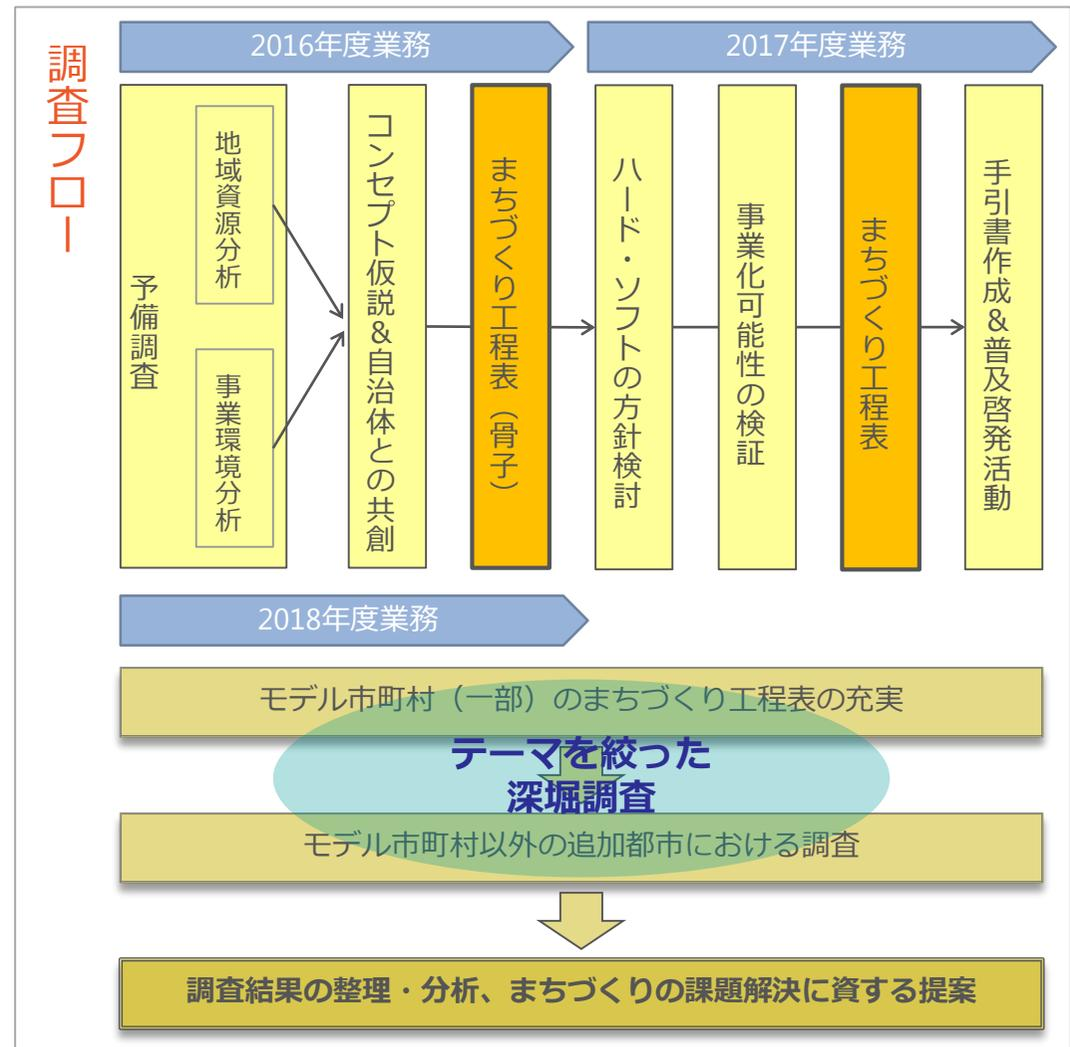 調査フロー
2016年度業務
2017年度業務
予備調査
地域資源分析
事業環境分析
コンセプト仮説＆自治体との共創
まちづくり工程表（骨子）
ハード・ソフトの方針検討
事業化可能性の検証
まちづくり工程表
手引書作成＆普及啓発活動
2018年度業務
モデル市町村（一部）のまちづくり工程表の充実
テーマを絞った
深堀調査
モデル市町村以外の追加都市における調査
調査結果の整理・分析、まちづくりの課題解決に資する提案